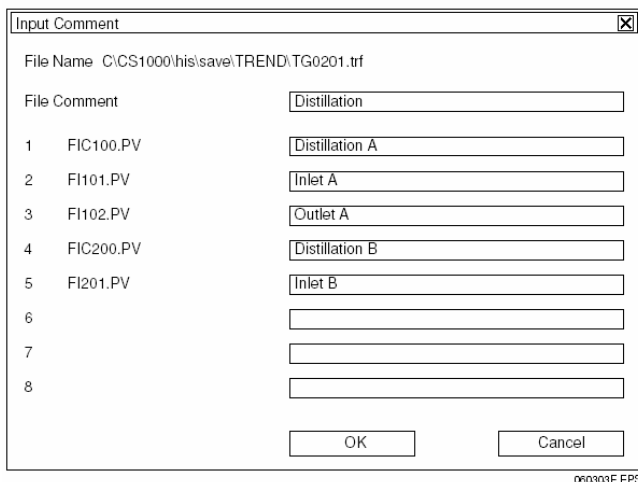 Input Comment
File Name C\CS1000\his\save\TREND\TG0201.trf
File Comment Distillation
1 FIC100.PV Distillation A
2 FI101.PV Inlet A
3 FI102.PV Outlet A
4 FIC200.PV Distillation B
5 FI201.PV Inlet B
6
7
8
OK Cancel
060303E.EPS